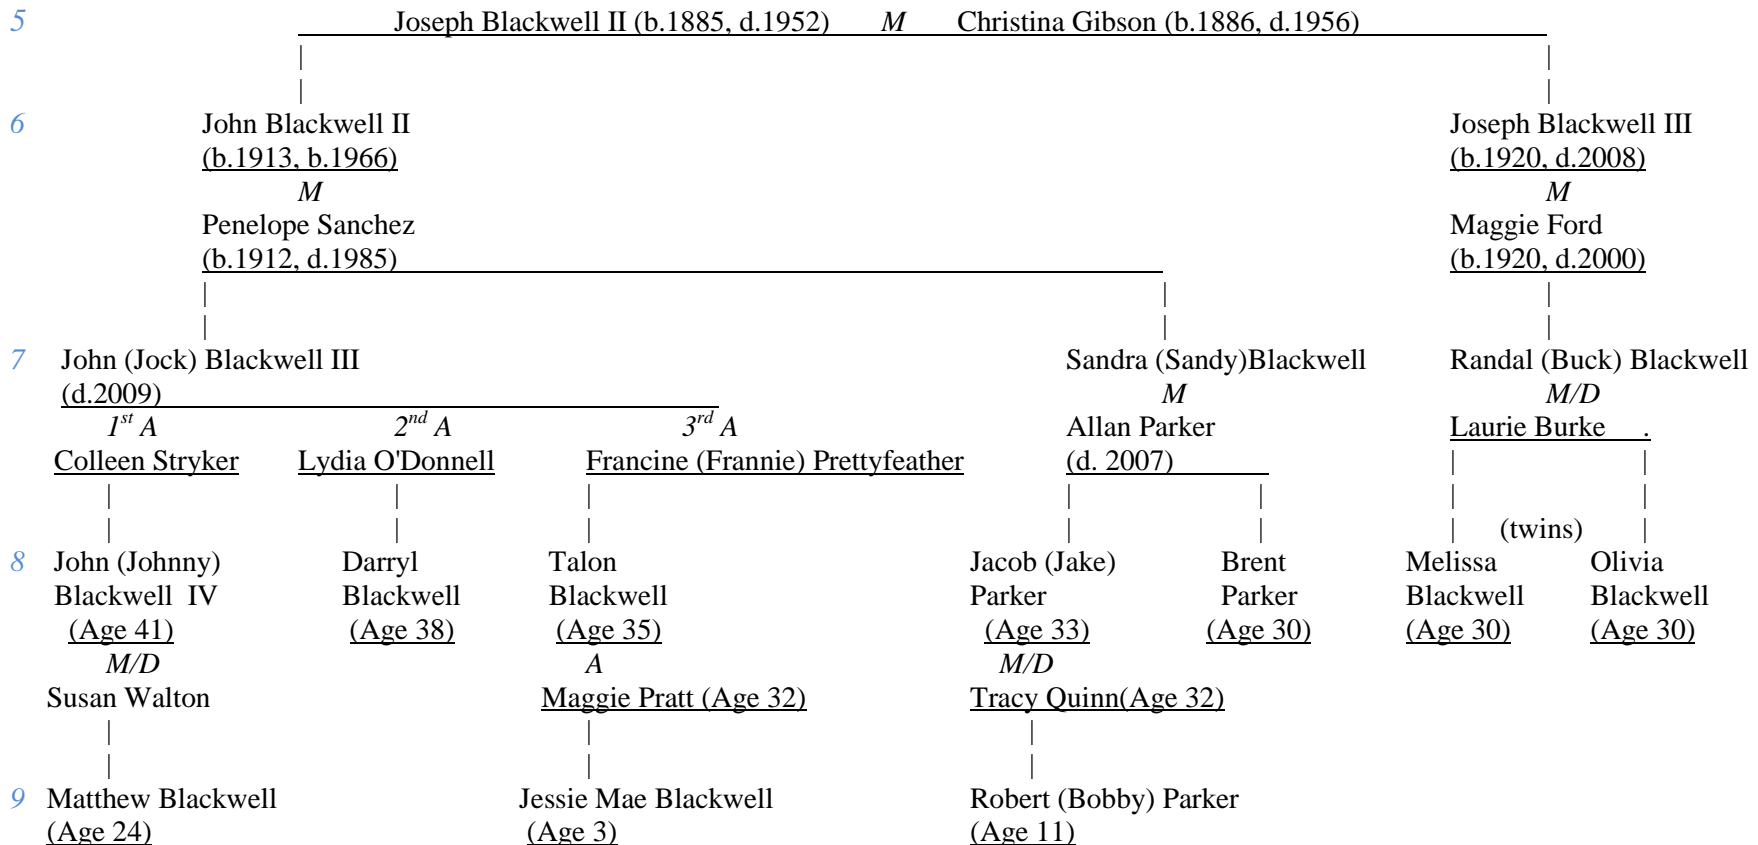 5 Joseph Blackwell II (b.1885, d.1952) M Christina Gibson (b.1886, d.1956)
6 John Blackwell II Joseph Blackwell III
(b.1913, b.1966) (b.1920, d.2008)
M M
Penelope Sanchez Maggie Ford
(b.1912, d.1985) (b.1920, d.2000)
7 John (Jock) Blackwell III Sandra (Sandy)Blackwell Randal (Buck) Blackwell
(d.2009) M M/D
1st A 2nd A 3rd A Allan Parker Laurie Burke .
Colleen Stryker Lydia O'Donnell Francine (Frannie) Prettyfeather (d. 2007)
(twins)
8 John (Johnny) Darryl Talon Jacob (Jake) Brent Melissa Olivia
Blackwell IV Blackwell Blackwell Parker Parker Blackwell Blackwell
(Age 41) (Age 38) (Age 35) (Age 33) (Age 30) (Age 30) (Age 30)
M/D A M/D
Susan Walton Maggie Pratt (Age 32) Tracy Quinn(Age 32)
9 Matthew Blackwell Jessie Mae Blackwell Robert (Bobby) Parker
(Age 24) (Age 3) (Age 11)